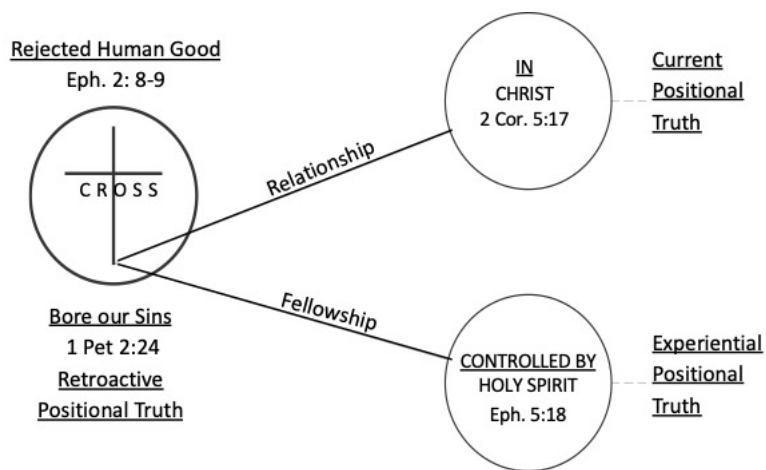 Rejected Human Good
Eph. 2: 8-9
CROSS
Bore our Sins
1 Pet 2:24
Retroactive
Positional Truth
Relationship
Fellowship
IN
CHRIST
2 Cor. 5:17
Current
Positional
Truth
CONTROLLED BY
HOLY SPIRIT
Eph. 5:18
Experiential
Positional
Truth